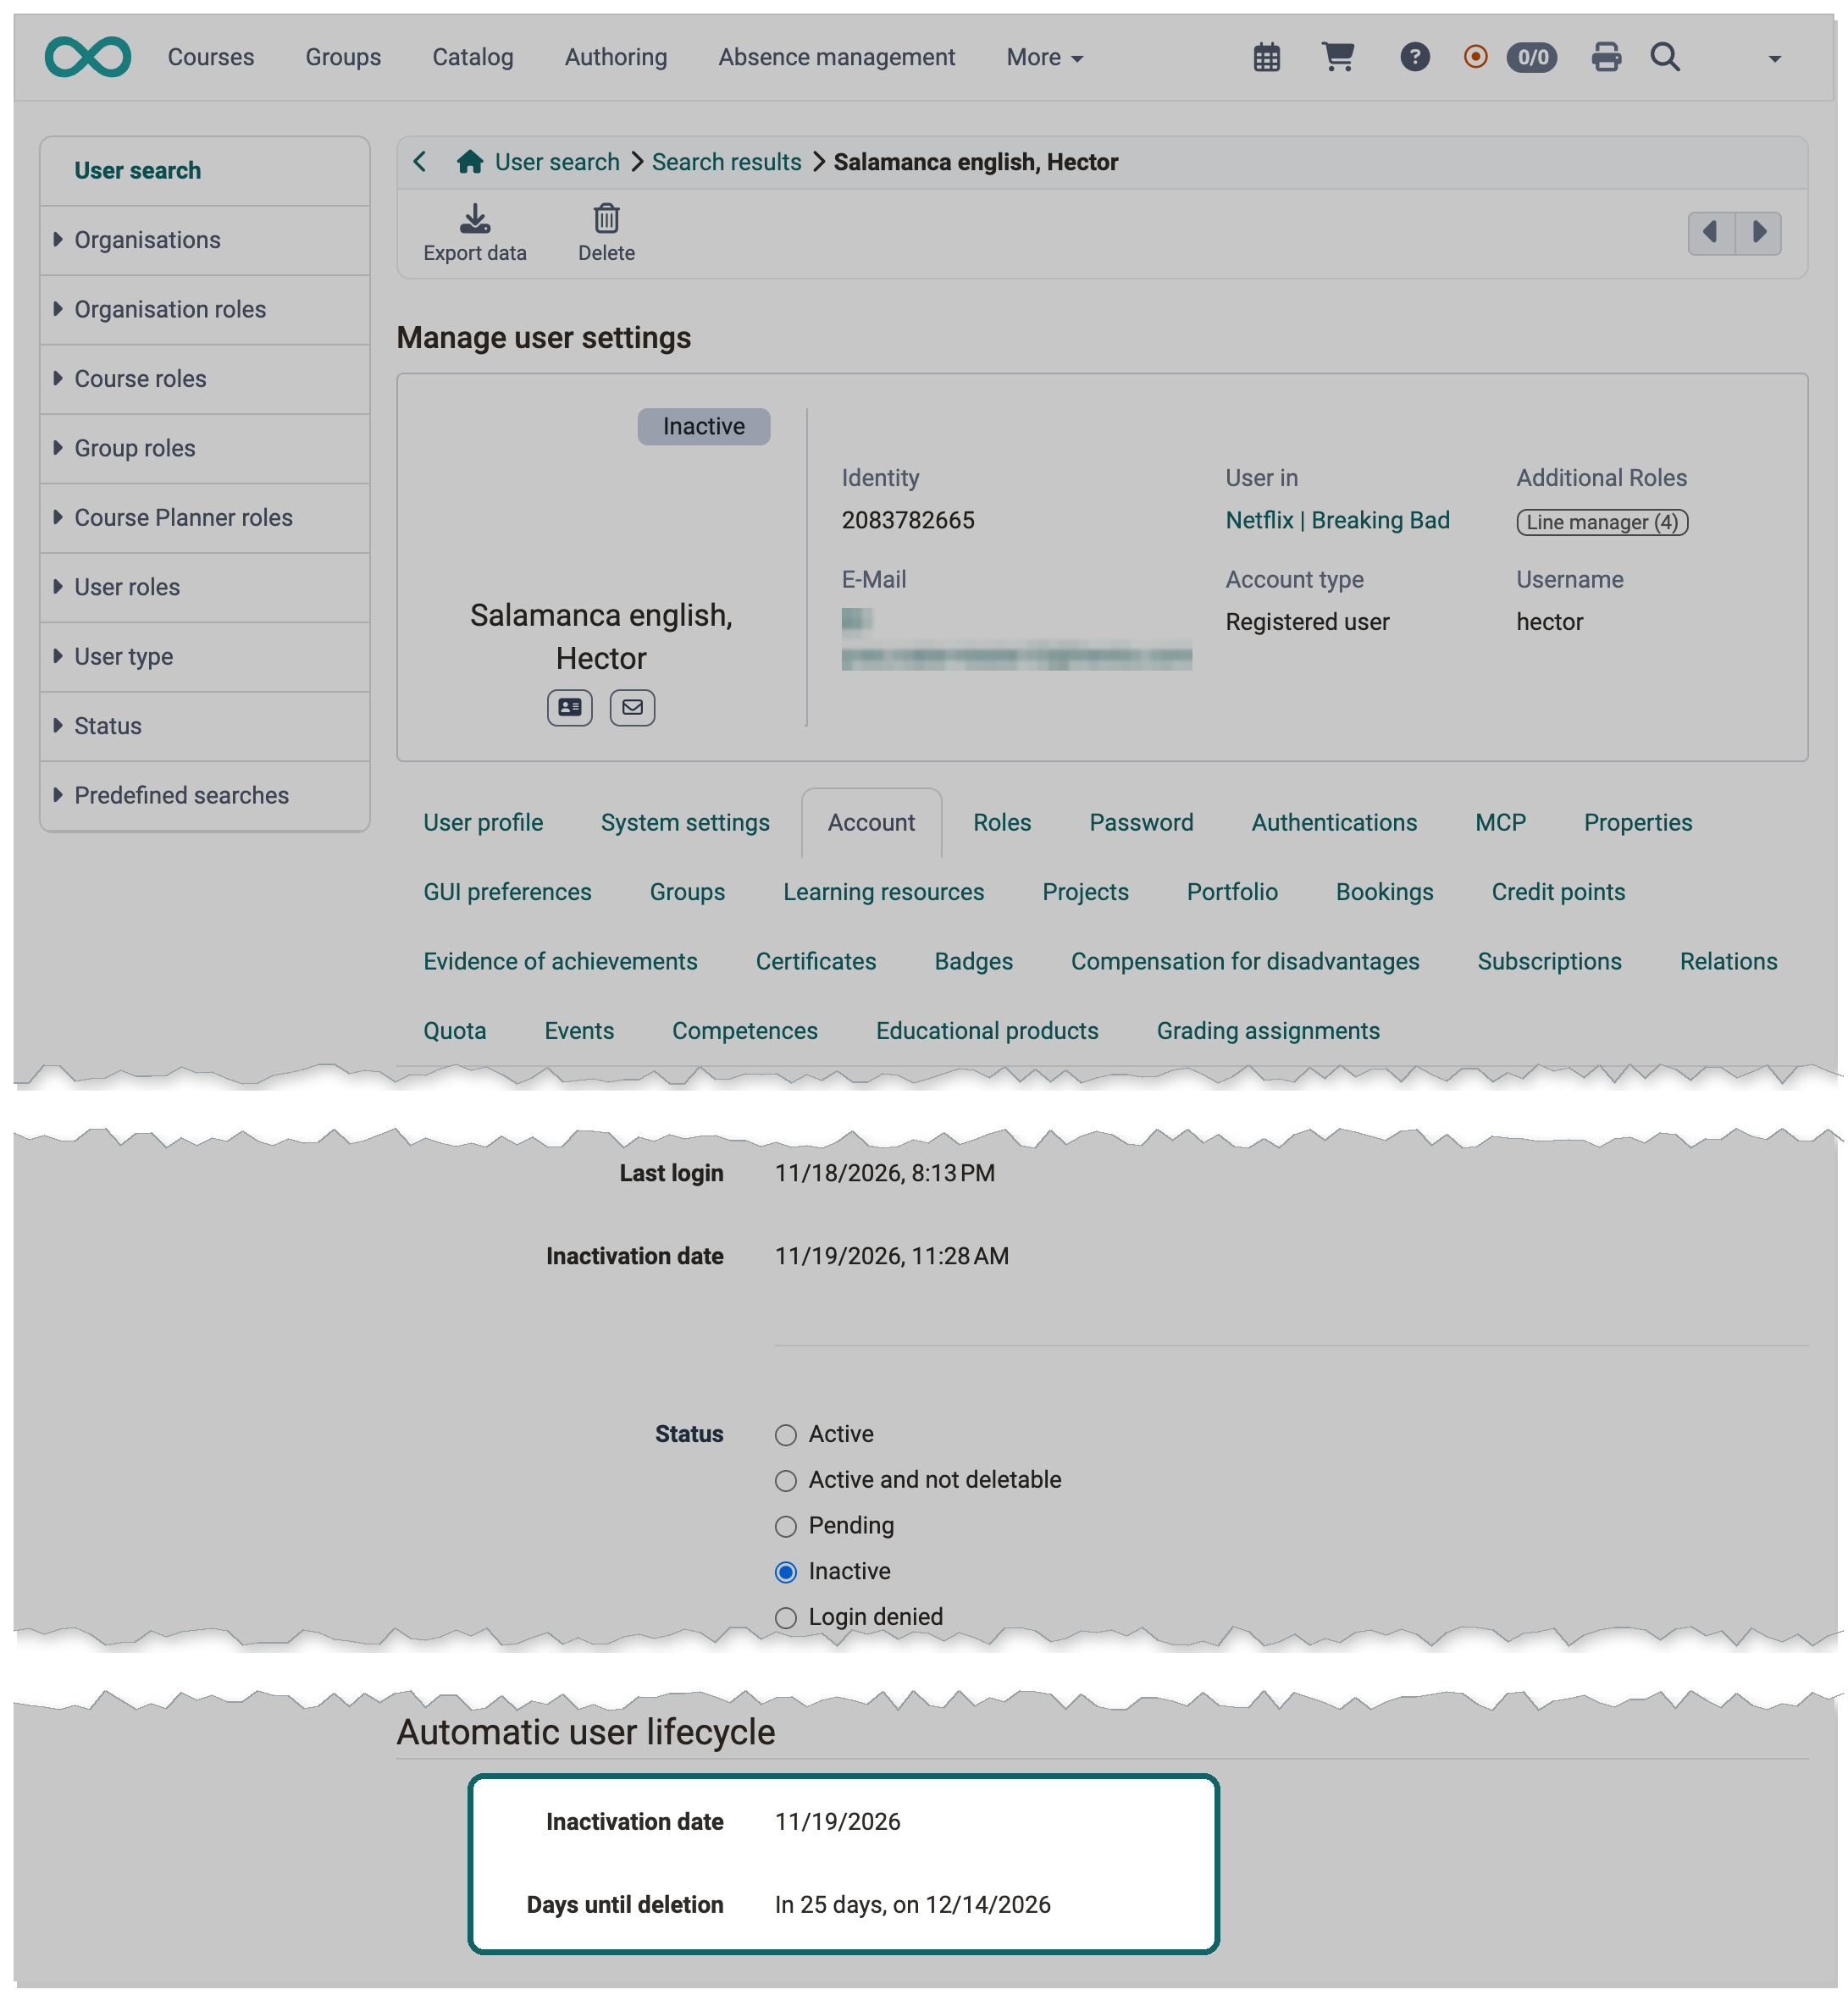 Courses Groups Catalog Authoring Absence management More 0/0
User search
Organisations
Organisation roles
Course roles
Group roles
Course Planner roles
User roles
User type
Status
Predefined searches
User search Search results Salamanca english, Hector
Export data Delete
Manage user settings
Inactive
Salamanca english,
Hector
Identity User in Additional Roles
2083782665 Netflix | Breaking Bad Line manager (4)
E-Mail Account type Username
Registered user hector
User profile System settings Account Roles Password Authentications MCP Properties
GUI preferences Groups Learning resources Projects Portfolio Bookings Credit points
Evidence of achievements Certificates Badges Compensation for disadvantages Subscriptions Relations
Quota Events Competences Educational products Grading assignments
Last login 11/18/2026, 8:13 PM
Inactivation date 11/19/2026, 11:28 AM
Status Active
Active and not deletable
Pending
Inactive
Login denied
Automatic user lifecycle
Inactivation date 11/19/2026
Days until deletion In 25 days, on 12/14/2026